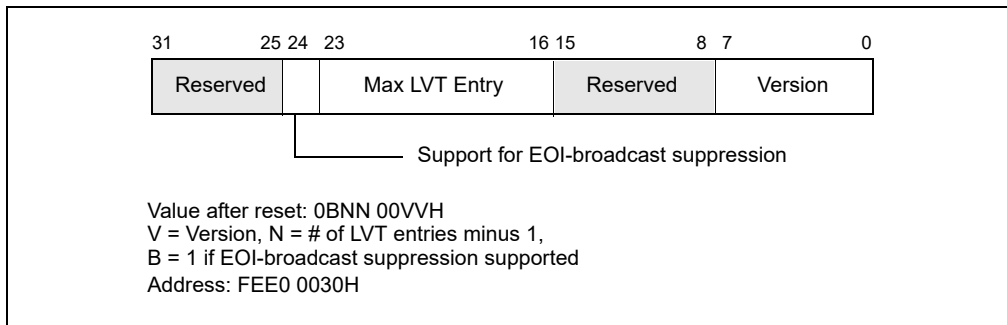 31 25 24 23 16 15 8 7 0
Reserved Max LVT Entry Reserved Version
Support for EOI-broadcast suppression
Value after reset: 0BNN 00VVH
V = Version, N = # of LVT entries minus 1,
B = 1 if EOI-broadcast suppression supported
Address: FEE0 0030H